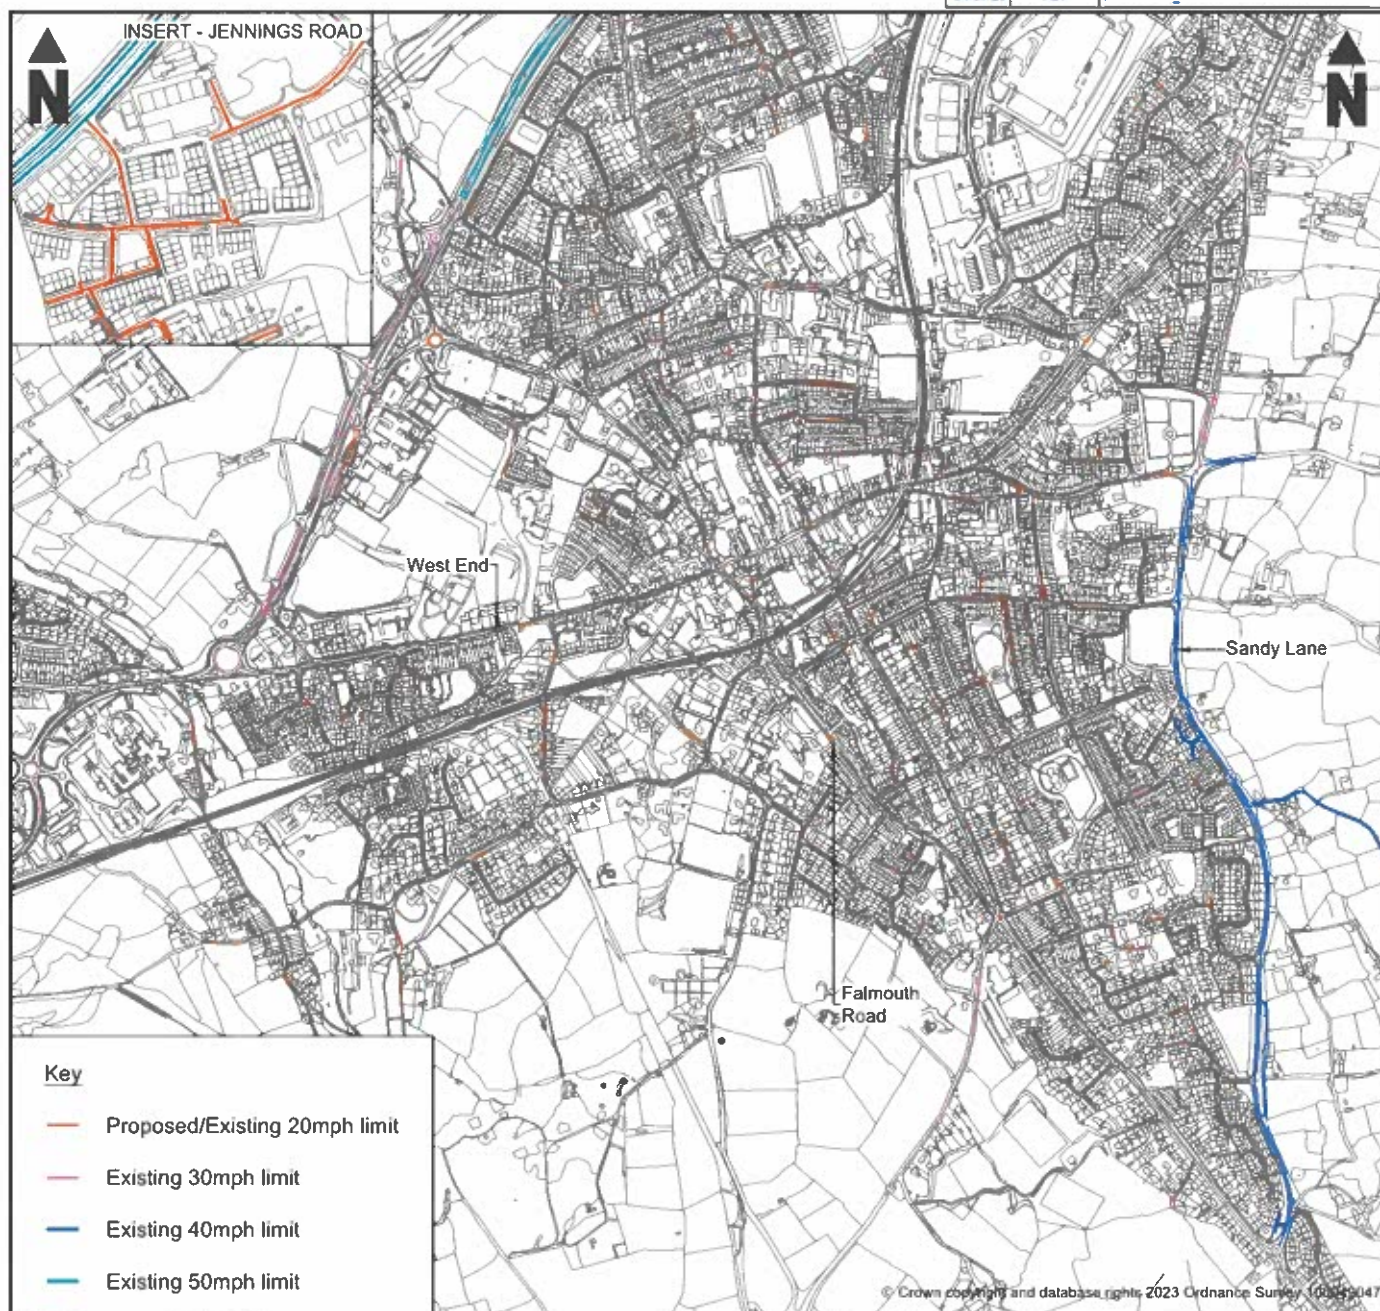 INSERT - JENNINGS ROAD
N
N
West End
Sandy Lane
Falmouth
Road
Key
Proposed/Existing 20mph limit
Existing 30mph limit
Existing 40mph limit
Existing 50mph limit
© Crown copyright and database rights 2023 Ordnance Survey